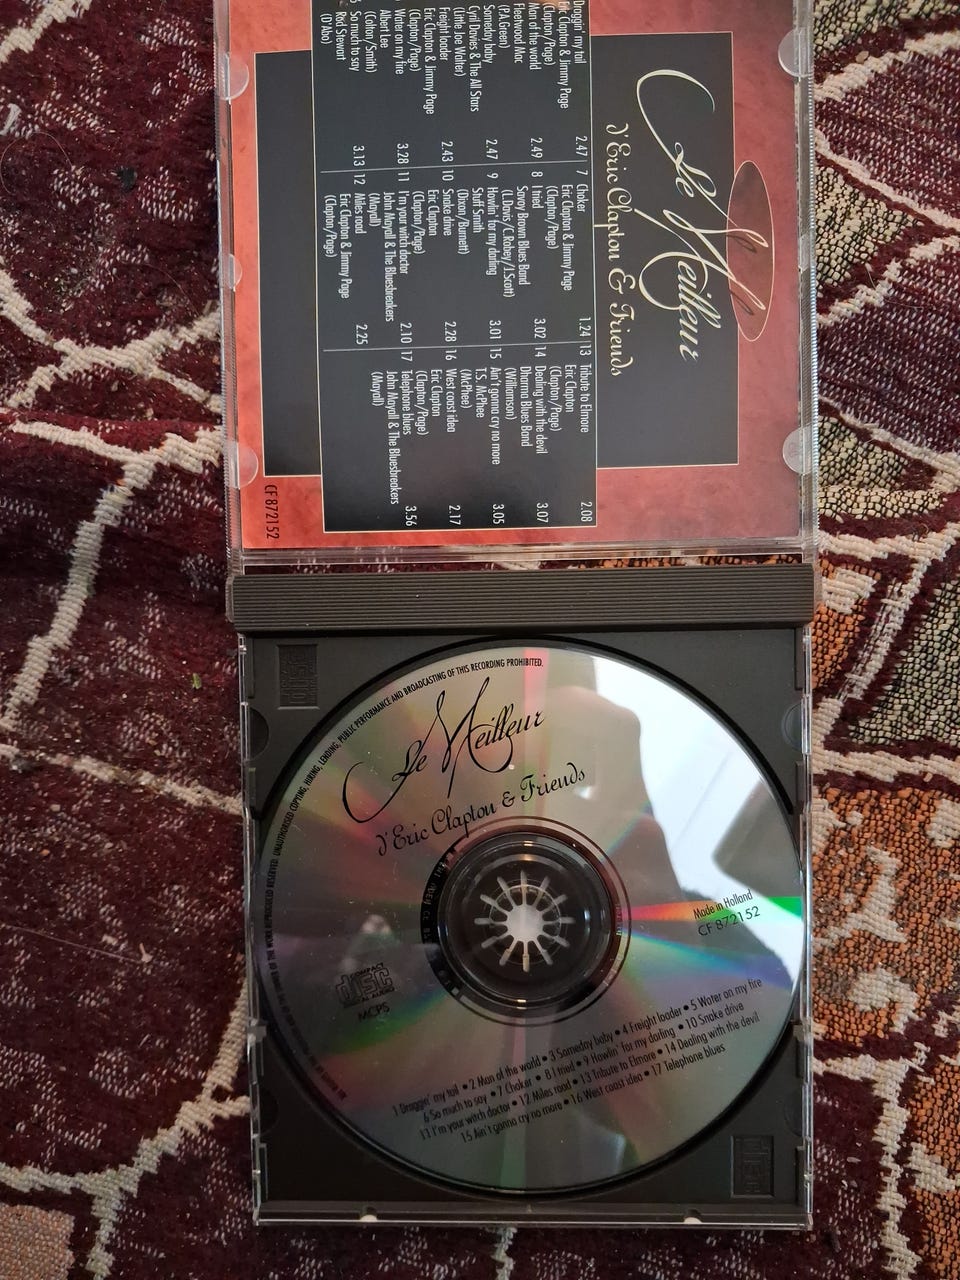 Le Meilleur
d'Eric Clapton & Friends
Draggin' my tail 2.47
Eric Clapton & Jimmy Page
(Clapton/Page)
Man of the world 2.49
Fleetwood Mac
(P.A.Green)
Someday baby 2.47
Cyril Davies & The All Stars
(Little Joe Walter)
Freight loader 2.43
Eric Clapton & Jimmy Page
(Clapton/Page)
Water on my fire 3.28
Albert Lee
(Colton/Smith)
So much to say 3.13
Rod Stewart
(D'Abo)
7 Choker 1.24
Eric Clapton & Jimmy Page
(Clapton/Page)
8 I tried 3.02
Savoy Brown Blues Band
(L.Davis/C.Robey/J.Scott)
9 Howlin' for my darling 3.01
Stuff Smith
(Dixon/Burnett)
10 Snake drive 2.28
Eric Clapton
(Clapton/Page)
11 I'm your witch doctor 2.10
John Mayall & The Bluesbreakers
(Mayall)
12 Miles road 2.25
Eric Clapton & Jimmy Page
(Clapton/Page)
13 Tribute to Elmore 2.08
Eric Clapton
(Clapton/Page)
14 Dealing with the devil 3.07
Dharma Blues Band
(Williamson)
15 Ain't gonna cry no more 3.05
T.S. McPhee
(McPhee)
16 West coast idea 2.17
Eric Clapton
(Clapton/Page)
17 Telephone blues 3.56
John Mayall & The Bluesbreakers
(Mayall)
CF 872152
UNAUTHORISED COPYING, HIRING, LENDING, PUBLIC PERFORMANCE AND BROADCASTING OF THIS RECORDING PROHIBITED.
Le Meilleur
d'Eric Clapton & Friends
Made in Holland
CF 872152
COMPACT
disc
DIGITAL AUDIO
MCPS
1 Draggin' my tail • 2 Man of the world • 3 Someday baby • 4 Freight loader • 5 Water on my fire
6 So much to say • 7 Choker • 8 I tried • 9 Howlin' for my darling • 10 Snake drive
11 I'm your witch doctor • 12 Miles road • 13 Tribute to Elmore • 14 Dealing with the devil
15 Ain't gonna cry no more • 16 West coast idea • 17 Telephone blues